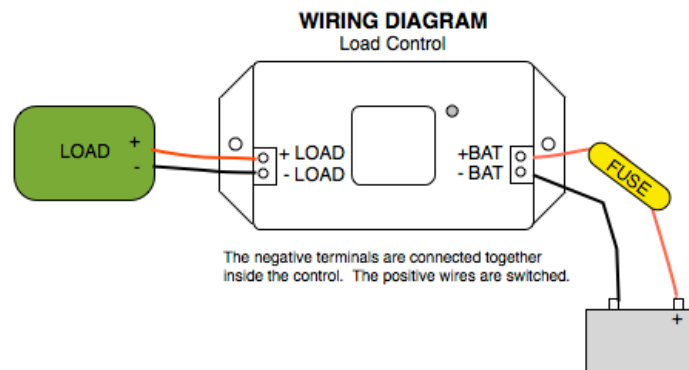 WIRING DIAGRAM
Load Control
LOAD
+
-
+ LOAD
- LOAD
+BAT
- BAT
FUSE
The negative terminals are connected together
inside the control.  The positive wires are switched.
+